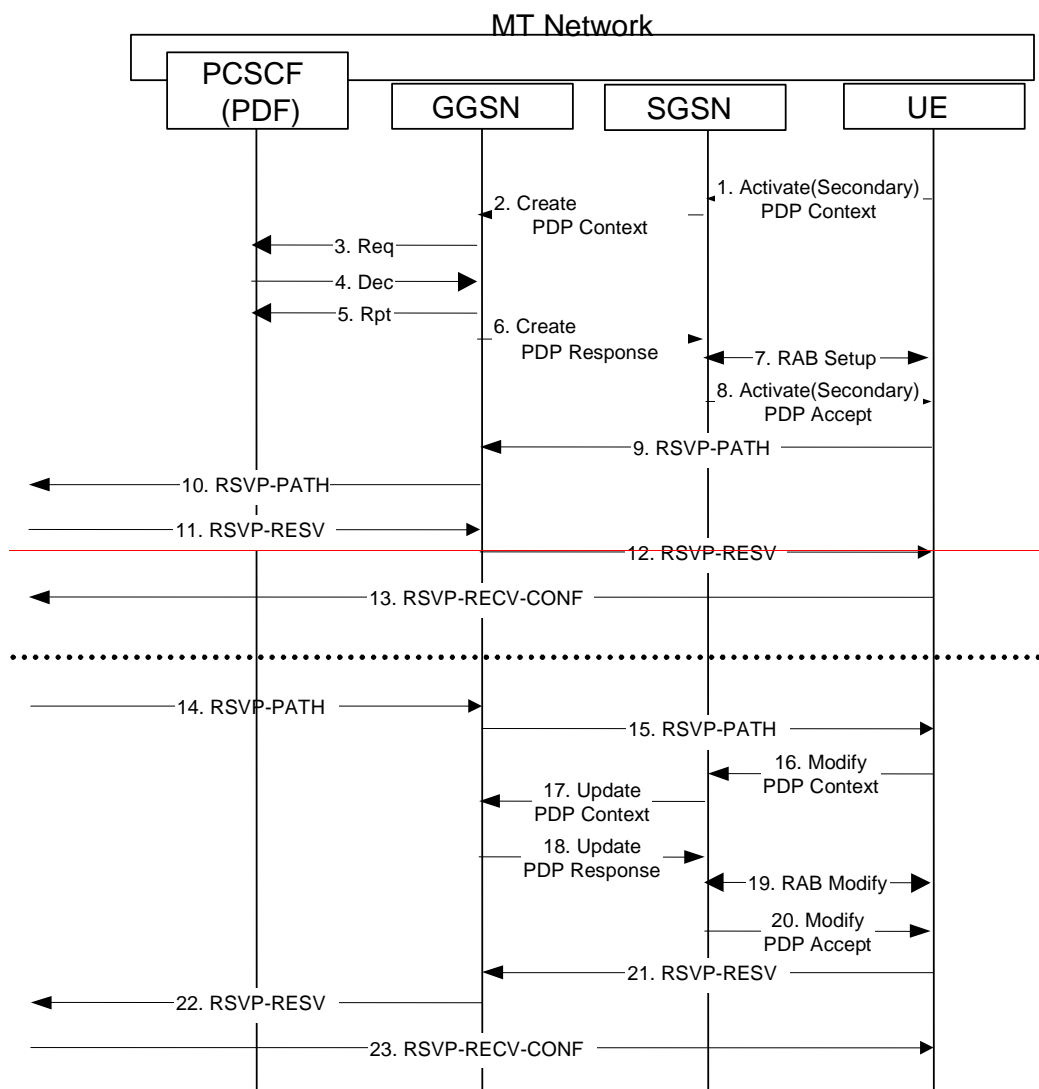 MT Network
PCSCF
(PDF)
GGSN
SGSN
UE
1. Activate(Secondary)
PDP Context
2. Create
PDP Context
3. Req
4. Dec
5. Rpt
6. Create
PDP Response
7. RAB Setup
8. Activate(Secondary)
PDP Accept
9. RSVP-PATH
10. RSVP-PATH
11. RSVP-RESV
12. RSVP-RESV
13. RSVP-RECV-CONF
14. RSVP-PATH
15. RSVP-PATH
16. Modify
PDP Context
17. Update
PDP Context
18. Update
PDP Response
19. RAB Modify
20. Modify
PDP Accept
21. RSVP-RESV
22. RSVP-RESV
23. RSVP-RECV-CONF